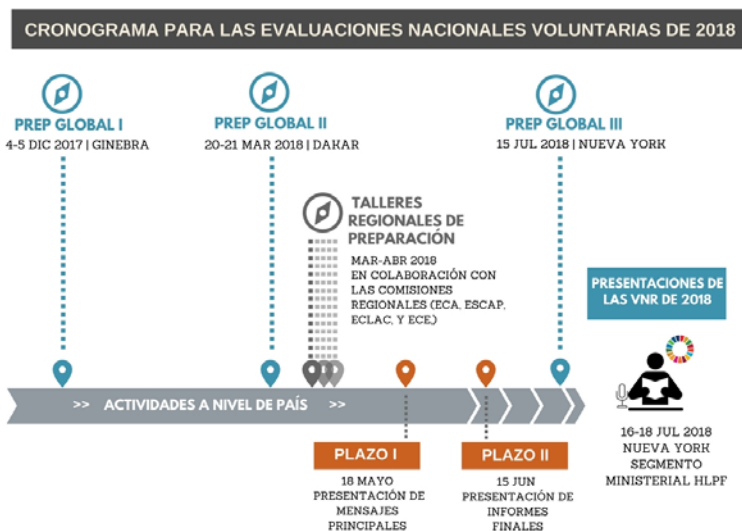 CRONOGRAMA PARA LAS EVALUACIONES NACIONALES VOLUNTARIAS DE 2018
PREP GLOBAL I
4-5 DIC 2017 | GINEBRA
PREP GLOBAL II
20-21 MAR 2018 | DAKAR
PREP GLOBAL III
15 JUL 2018 | NUEVA YORK
TALLERES
REGIONALES DE
PREPARACIÓN
MAR-ABR 2018
EN COLABORACIÓN CON
LAS COMISIONES
REGIONALES (ECA, ESCAP,
ECLAC, Y ECE,)
PRESENTACIONES DE
LAS VNR DE 2018
>> ACTIVIDADES A NIVEL DE PAÍS >>
PLAZO I
18 MAYO
PRESENTACIÓN DE
MENSAJES
PRINCIPALES
PLAZO II
15 JUN
PRESENTACIÓN DE
INFORMES
FINALES
16-18 JUL 2018
NUEVA YORK
SEGMENTO
MINISTERIAL HLPF